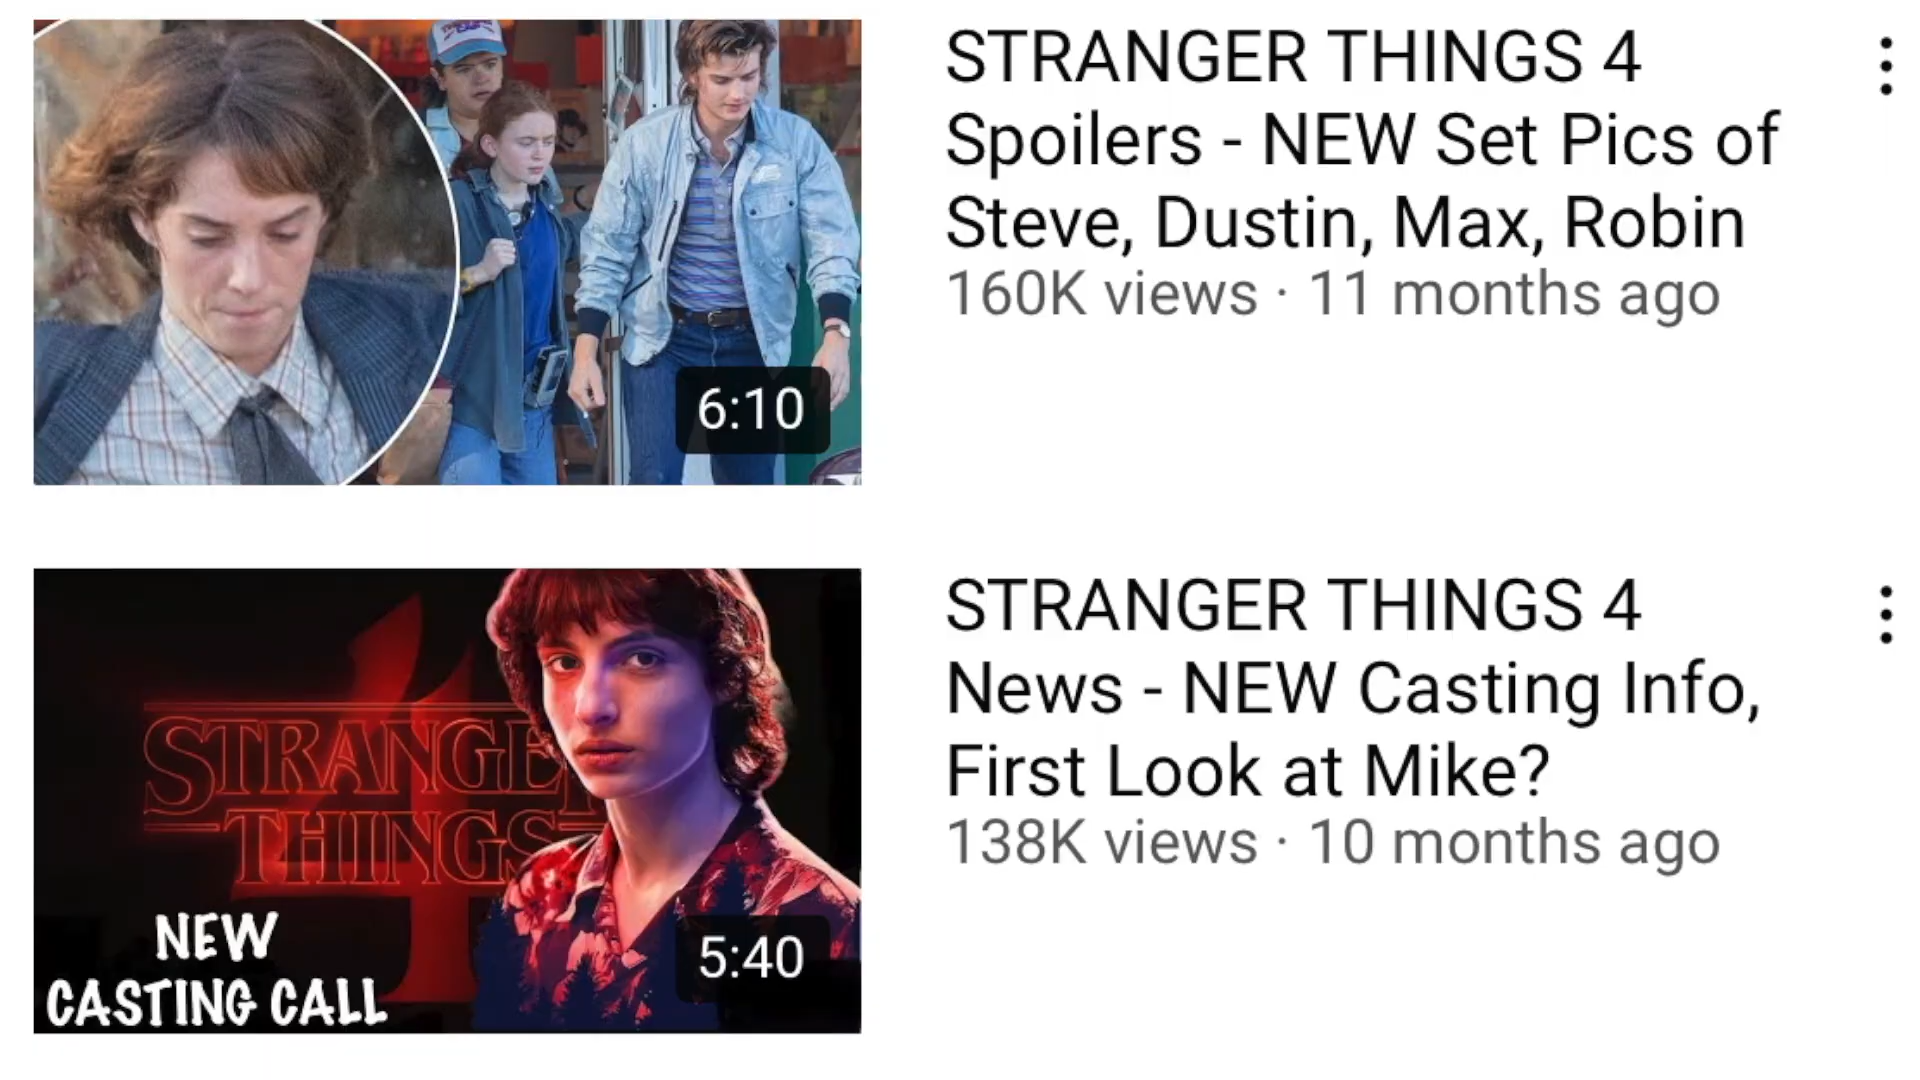 STRANGER THINGS 4
Spoilers - NEW Set Pics of
Steve, Dustin, Max, Robin
160K views · 11 months ago
6:10
STRANGER THINGS 4
News - NEW Casting Info,
First Look at Mike?
138K views · 10 months ago
STRANGE
THINGS
NEW
CASTING CALL
5:40